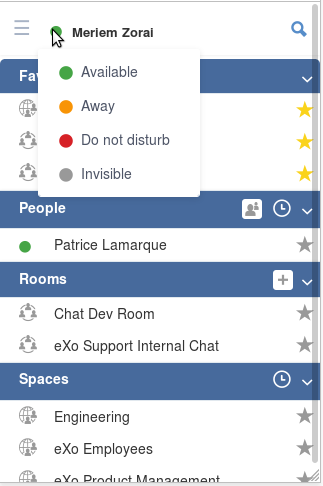 Meriem Zorai
Fav
Available
Away
Do not disturb
Invisible
People
Patrice Lamarque
Rooms
Chat Dev Room
eXo Support Internal Chat
Spaces
Engineering
eXo Employees
eXo Product Management